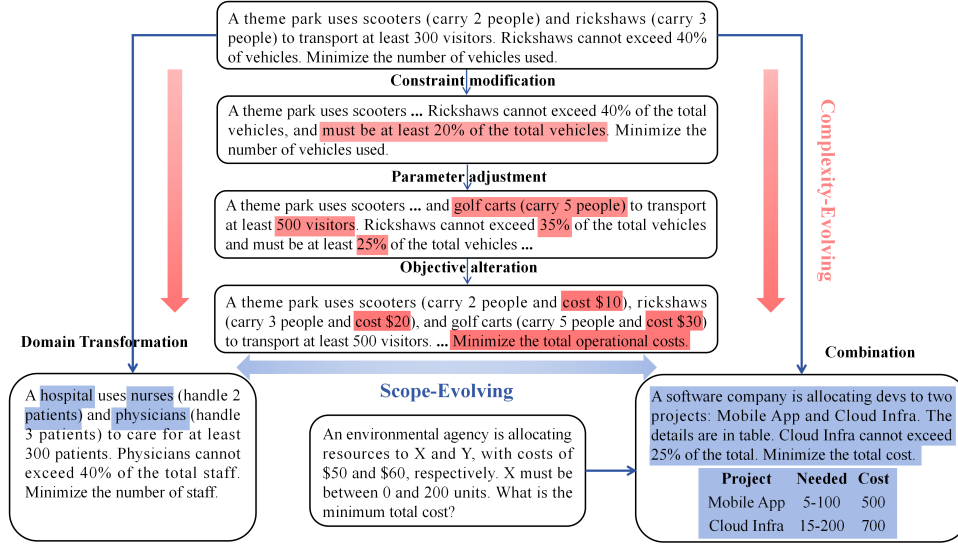 A theme park uses scooters (carry 2 people) and rickshaws (carry 3
people) to transport at least 300 visitors. Rickshaws cannot exceed 40%
of vehicles. Minimize the number of vehicles used.
Constraint modification
A theme park uses scooters ... Rickshaws cannot exceed 40% of the total
vehicles, and must be at least 20% of the total vehicles. Minimize the
number of vehicles used.
Parameter adjustment
A theme park uses scooters ... and golf carts (carry 5 people) to transport
at least 500 visitors. Rickshaws cannot exceed 35% of the total vehicles
and must be at least 25% of the total vehicles ...
Objective alteration
A theme park uses scooters (carry 2 people and cost $10), rickshaws
(carry 3 people and cost $20), and golf carts (carry 5 people and cost $30)
to transport at least 500 visitors. ... Minimize the total operational costs.
Complexity-Evolving
Domain Transformation
Scope-Evolving
Combination
A hospital uses nurses (handle 2
patients) and physicians (handle
3 patients) to care for at least
300 patients. Physicians cannot
exceed 40% of the total staff.
Minimize the number of staff.
An environmental agency is allocating
resources to X and Y, with costs of
$50 and $60, respectively. X must be
between 0 and 200 units. What is the
minimum total cost?
A software company is allocating devs to two
projects: Mobile App and Cloud Infra. The
details are in table. Cloud Infra cannot exceed
25% of the total. Minimize the total cost.
Project Needed Cost
Mobile App 5-100 500
Cloud Infra 15-200 700